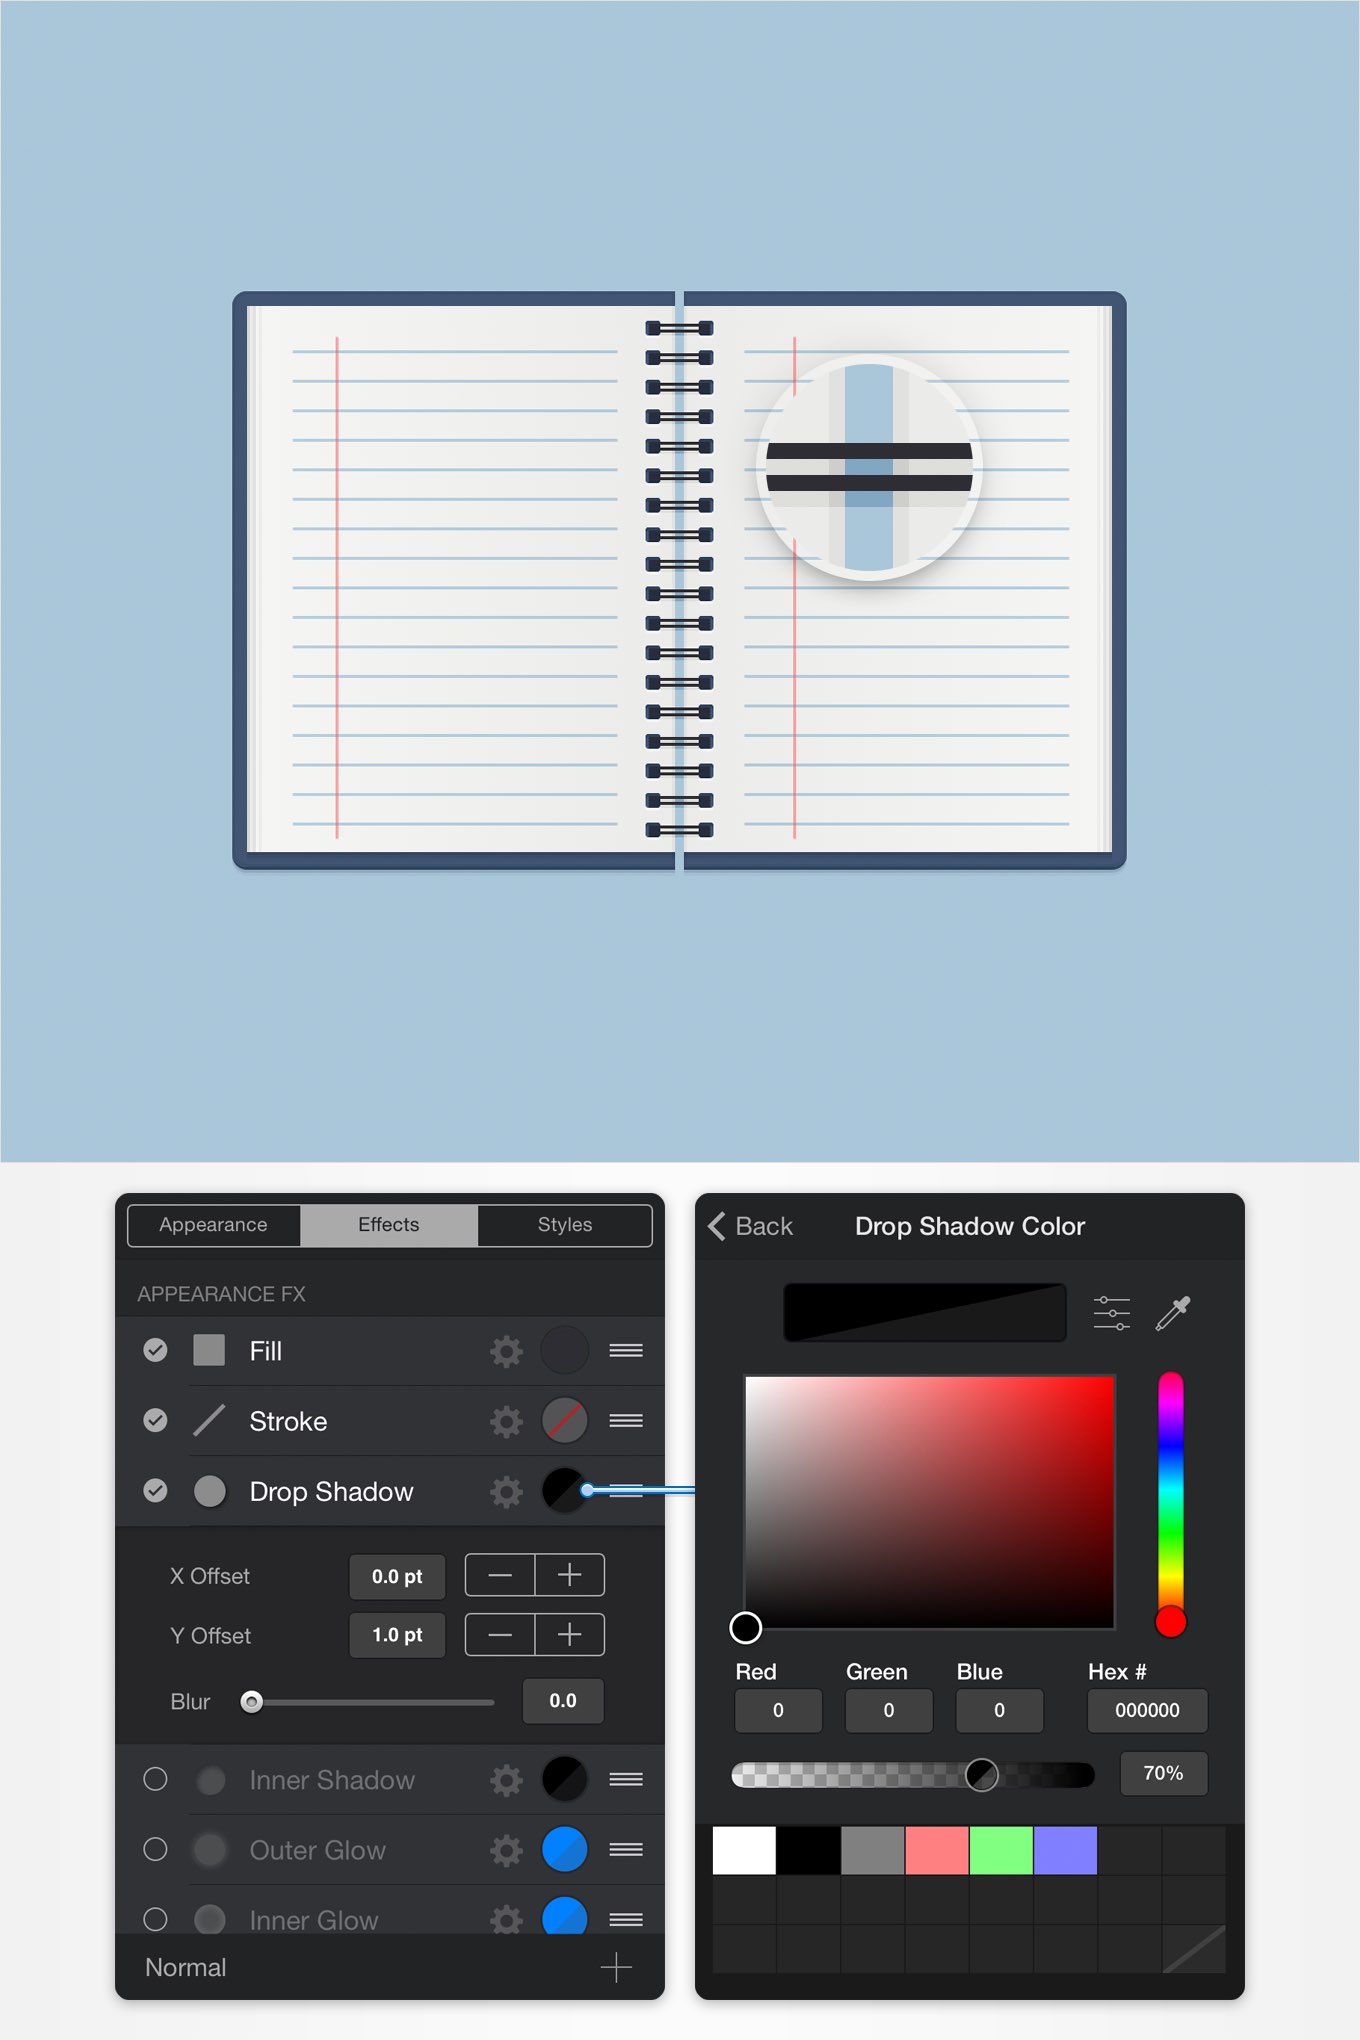 Appearance
Effects
Styles
APPEARANCE FX
Fill
Stroke
Drop Shadow
X Offset
0.0 pt
Y Offset
1.0 pt
Blur
0.0
Inner Shadow
Outer Glow
Inner Glow
Normal
Back
Drop Shadow Color
Red
Green
Blue
Hex #
0
0
0
000000
70%